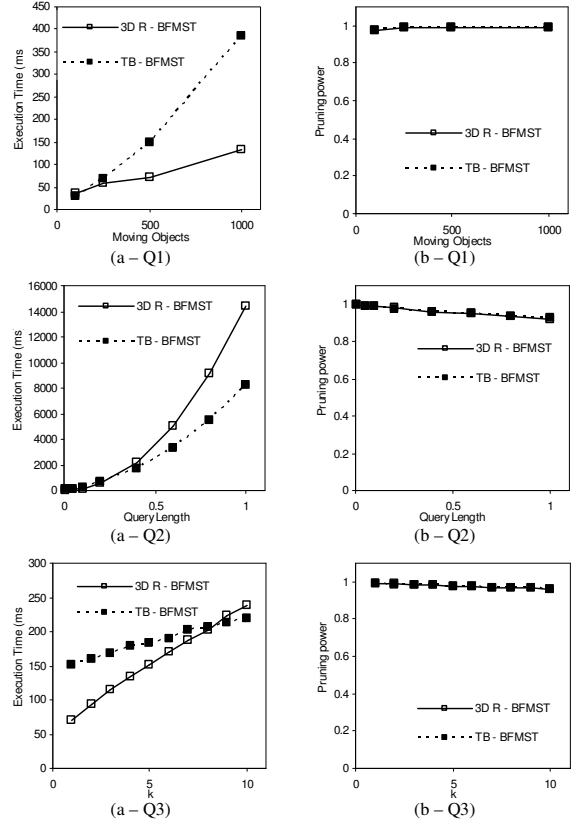 Execution Time (ms
450
400
350
300
250
200
150
100
50
0
0 500 1000
Moving Objects
3D R - BFMST
TB - BFMST
(a – Q1)
Pruning power
1
0.8
0.6
0.4
0.2
0
0 500 1000
Moving Objects
3D R - BFMST
TB - BFMST
(b – Q1)
Execution Time (ms
16000
14000
12000
10000
8000
6000
4000
2000
0
0 0.5 1
Query Length
3D R - BFMST
TB - BFMST
(a – Q2)
Pruning power
1
0.8
0.6
0.4
0.2
0
0 0.5 1
Query Length
3D R - BFMST
TB - BFMST
(b – Q2)
Execution Time (ms
300
250
200
150
100
50
0
0 5 10
k
3D R - BFMST
TB - BFMST
(a – Q3)
Pruning power
1
0.8
0.6
0.4
0.2
0
0 5 10
k
3D R - BFMST
TB - BFMST
(b – Q3)